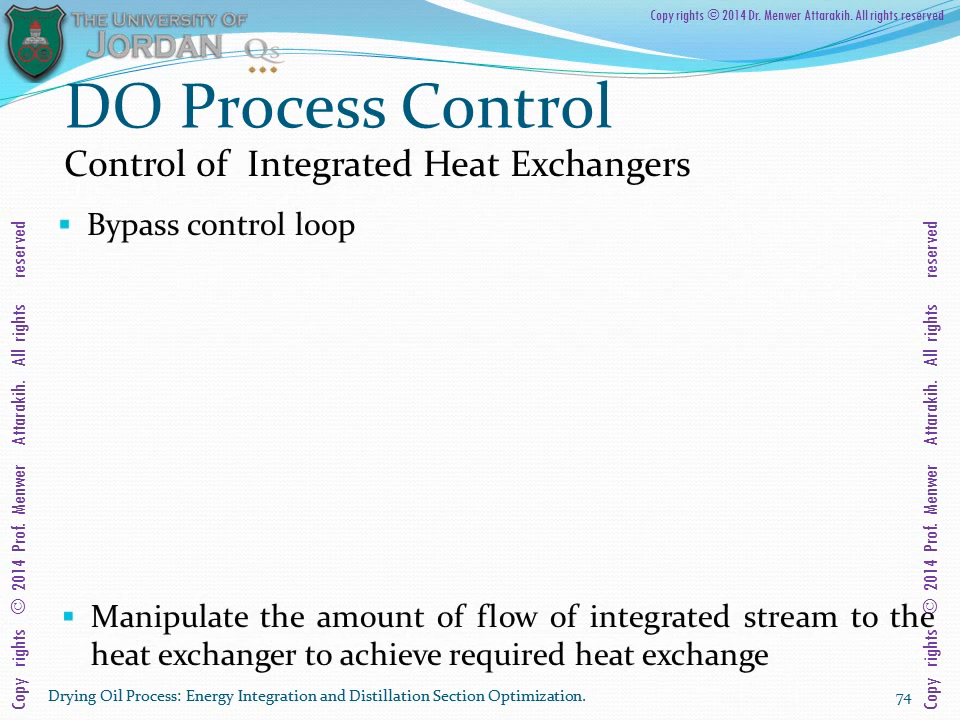 THE UNIVERSITY OF
JORDAN Qs
Copy rights © 2014 Dr. Menwer Attarakih. All rights reserved
DO Process Control
Control of Integrated Heat Exchangers
▪ Bypass control loop
▪ Manipulate the amount of flow of integrated stream to the
heat exchanger to achieve required heat exchange
Copy rights © 2014 Prof. Menwer Attarakih. All rights reserved
Copy rights © 2014 Prof. Menwer Attarakih. All rights reserved
Drying Oil Process: Energy Integration and Distillation Section Optimization.
74